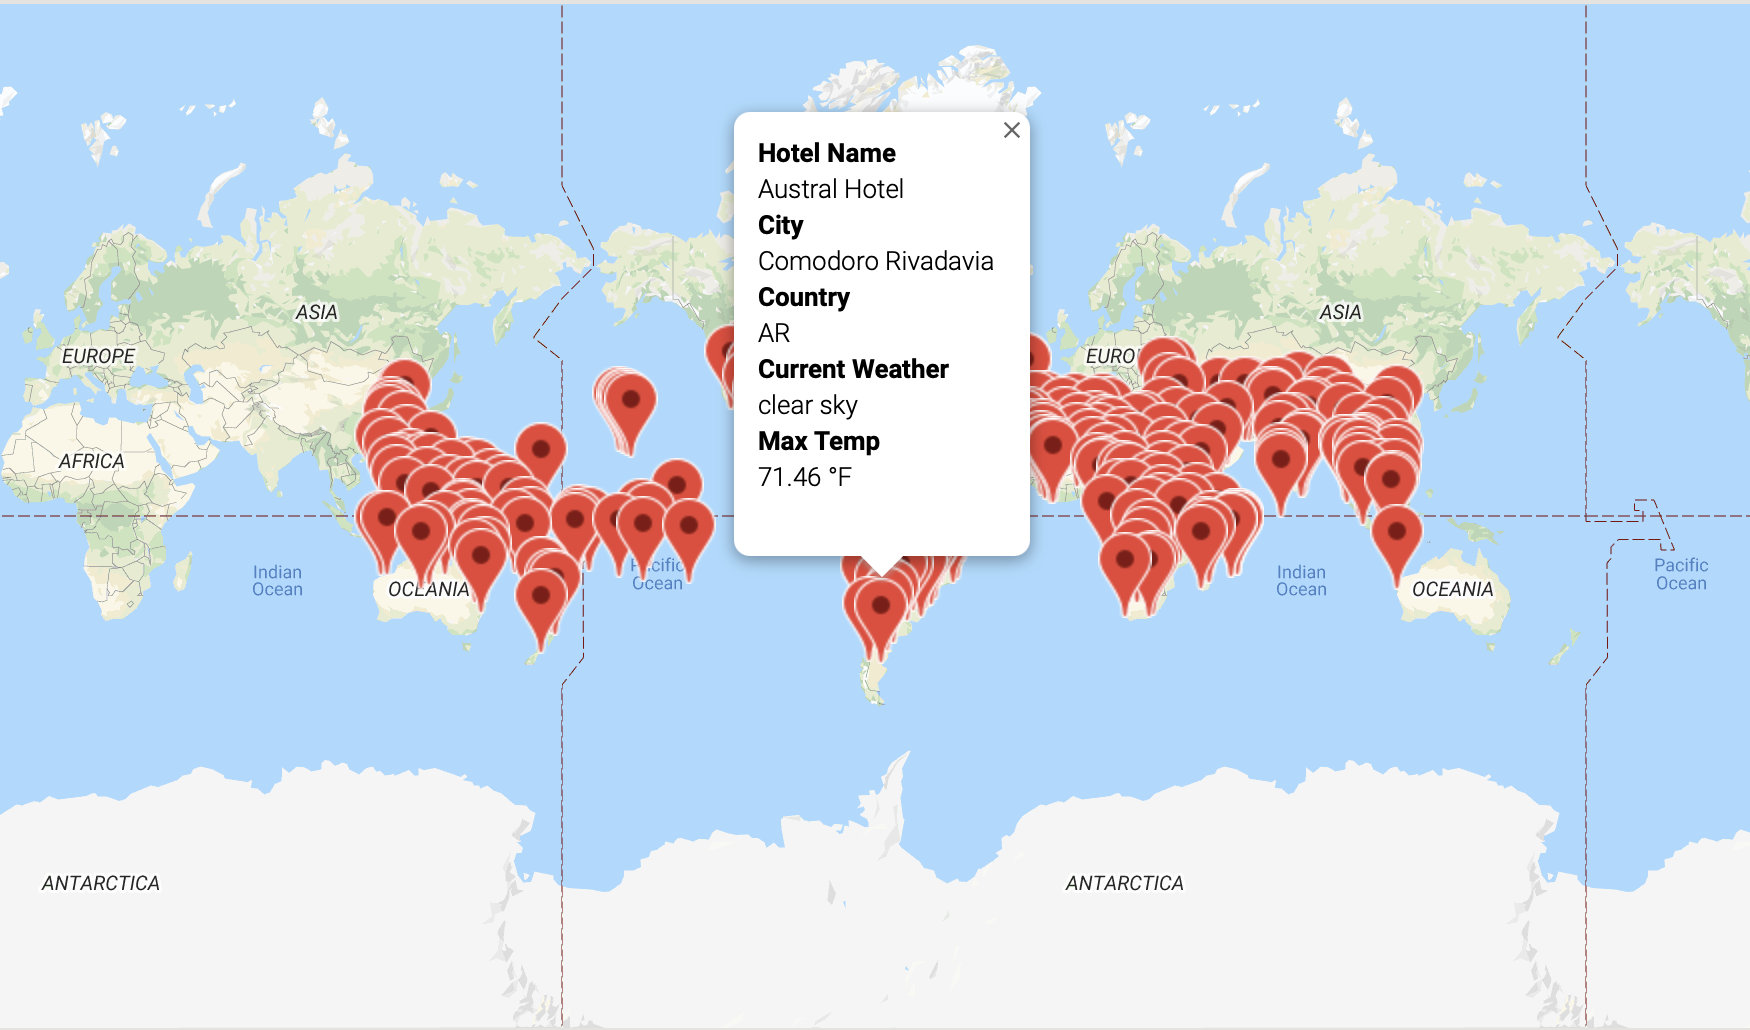 Hotel Name
Austral Hotel
City
Comodoro Rivadavia
Country
AR
Current Weather
clear sky
Max Temp
71.46 °F
ASIA
EUROPE
AFRICA
Indian
Ocean
OCEANIA
Pacific
Ocean
ANTARCTICA
ASIA
EURO
Indian
Ocean
OCEANIA
Pacific
Ocean
ANTARCTICA